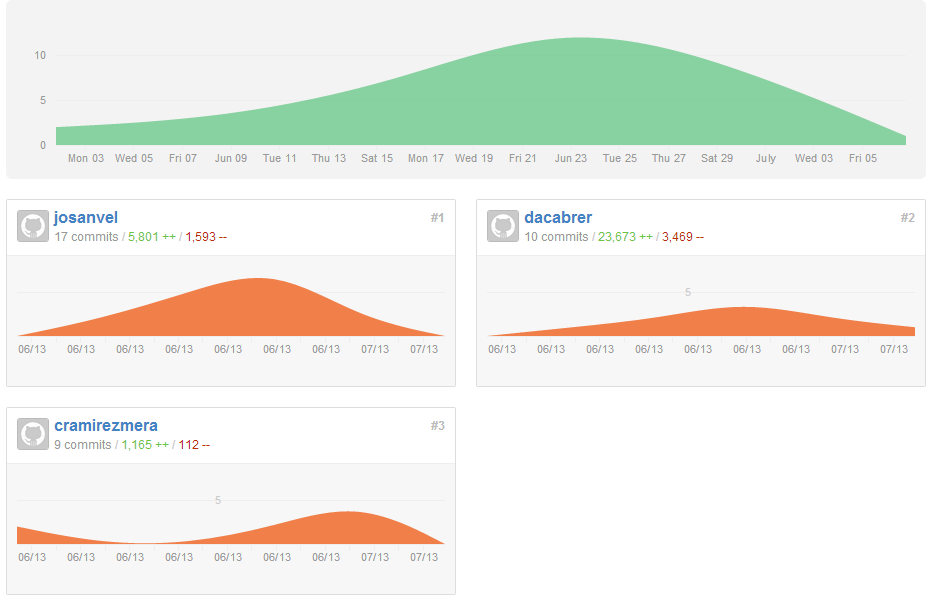 10
5
0
Mon 03 Wed 05 Fri 07 Jun 09 Tue 11 Thu 13 Sat 15 Mon 17 Wed 19 Fri 21 Jun 23 Tue 25 Thu 27 Sat 29 July Wed 03 Fri 05
josanvel #1
17 commits / 5,801 ++ / 1,593 --
06/13 06/13 06/13 06/13 06/13 06/13 06/13 07/13 07/13
dacabrer #2
10 commits / 23,673 ++ / 3,469 --
5
06/13 06/13 06/13 06/13 06/13 06/13 06/13 07/13 07/13
cramirezmera #3
9 commits / 1,165 ++ / 112 --
5
06/13 06/13 06/13 06/13 06/13 06/13 06/13 07/13 07/13